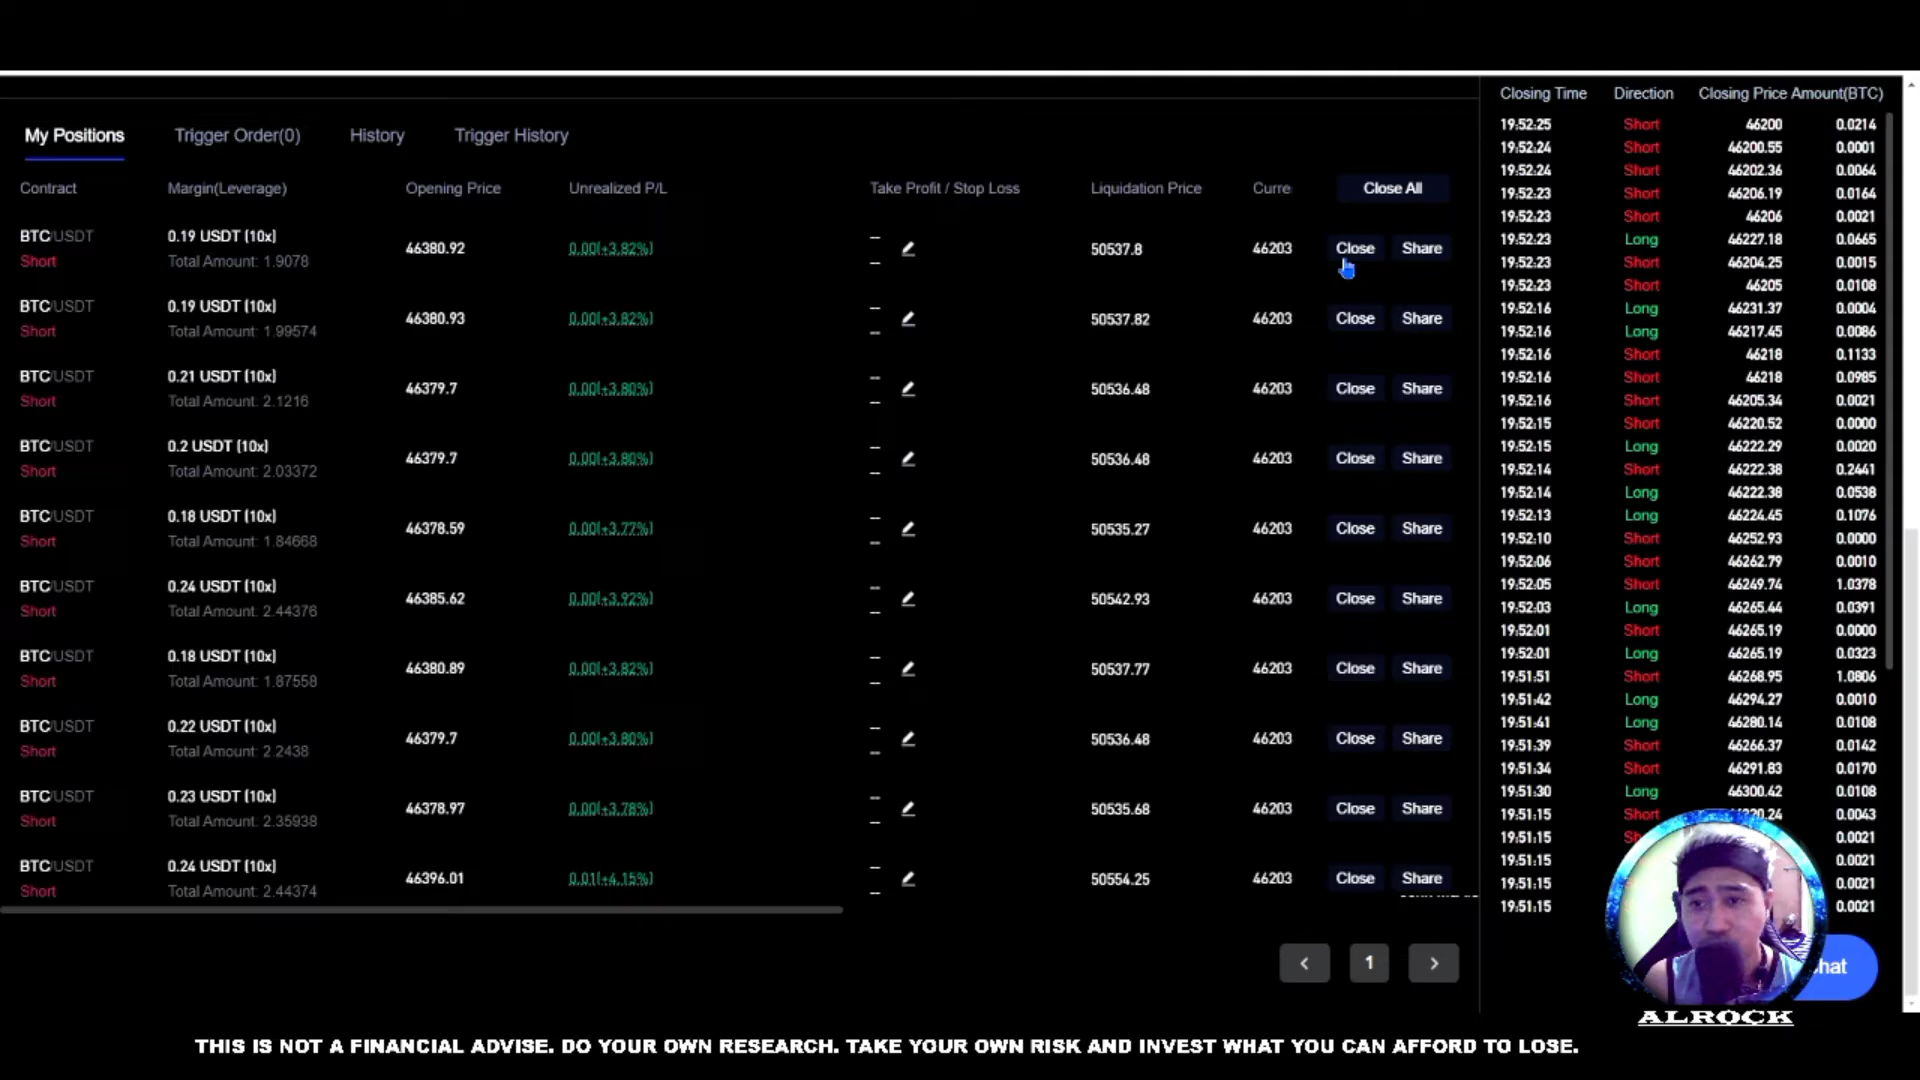 My Positions Trigger Order(0) History Trigger History
Contract Margin(Leverage) Opening Price Unrealized P/L Take Profit / Stop Loss Liquidation Price Curre Close All
BTC/USDT 0.19 USDT (10x)
46380.92 0.00(+3.82%) -- 50537.8 46203 Close Share
Short Total Amount: 1.9078 --
BTC/USDT 0.19 USDT (10x)
46380.93 0.00(+3.82%) -- 50537.82 46203 Close Share
Short Total Amount: 1.99574 --
BTC/USDT 0.21 USDT (10x)
46379.7 0.00(+3.80%) -- 50536.48 46203 Close Share
Short Total Amount: 2.1216 --
BTC/USDT 0.2 USDT (10x)
46379.7 0.00(+3.80%) -- 50536.48 46203 Close Share
Short Total Amount: 2.03372 --
BTC/USDT 0.18 USDT (10x)
46378.59 0.00(+3.77%) -- 50535.27 46203 Close Share
Short Total Amount: 1.84668 --
BTC/USDT 0.24 USDT (10x)
46385.62 0.00(+3.92%) -- 50542.93 46203 Close Share
Short Total Amount: 2.44376 --
BTC/USDT 0.18 USDT (10x)
46380.89 0.00(+3.82%) -- 50537.77 46203 Close Share
Short Total Amount: 1.87558 --
BTC/USDT 0.22 USDT (10x)
46379.7 0.00(+3.80%) -- 50536.48 46203 Close Share
Short Total Amount: 2.2438 --
BTC/USDT 0.23 USDT (10x)
46378.97 0.00(+3.78%) -- 50535.68 46203 Close Share
Short Total Amount: 2.35938 --
BTC/USDT 0.24 USDT (10x)
46396.01 0.01(+4.15%) -- 50554.25 46203 Close Share
Short Total Amount: 2.44374 --
< 1 >
Closing Time Direction Closing Price Amount(BTC)
19:52:25 Short 46200 0.0214
19:52:24 Short 46200.55 0.0001
19:52:24 Short 46202.36 0.0064
19:52:23 Short 46206.19 0.0164
19:52:23 Short 46206 0.0021
19:52:23 Long 46227.18 0.0665
19:52:23 Short 46204.25 0.0015
19:52:23 Short 46205 0.0108
19:52:16 Long 46231.37 0.0004
19:52:16 Long 46217.45 0.0086
19:52:16 Short 46218 0.1133
19:52:16 Short 46218 0.0985
19:52:16 Short 46205.34 0.0021
19:52:15 Short 46220.52 0.0000
19:52:15 Long 46222.29 0.0020
19:52:14 Short 46222.38 0.2441
19:52:14 Long 46222.38 0.0538
19:52:13 Long 46224.45 0.1076
19:52:10 Short 46252.93 0.0000
19:52:06 Short 46262.79 0.0010
19:52:05 Short 46249.74 1.0378
19:52:03 Long 46265.44 0.0391
19:52:01 Short 46265.19 0.0000
19:52:01 Long 46265.19 0.0323
19:51:51 Short 46268.95 1.0806
19:51:42 Long 46294.27 0.0010
19:51:41 Long 46280.14 0.0108
19:51:39 Short 46266.37 0.0142
19:51:34 Short 46291.83 0.0170
19:51:30 Long 46300.42 0.0108
19:51:15 Short 20.24 0.0043
19:51:15 Sh 0.0021
19:51:15 0.0021
19:51:15 0.0021
19:51:15 0.0021
hat
ALROCK
THIS IS NOT A FINANCIAL ADVISE. DO YOUR OWN RESEARCH. TAKE YOUR OWN RISK AND INVEST WHAT YOU CAN AFFORD TO LOSE.